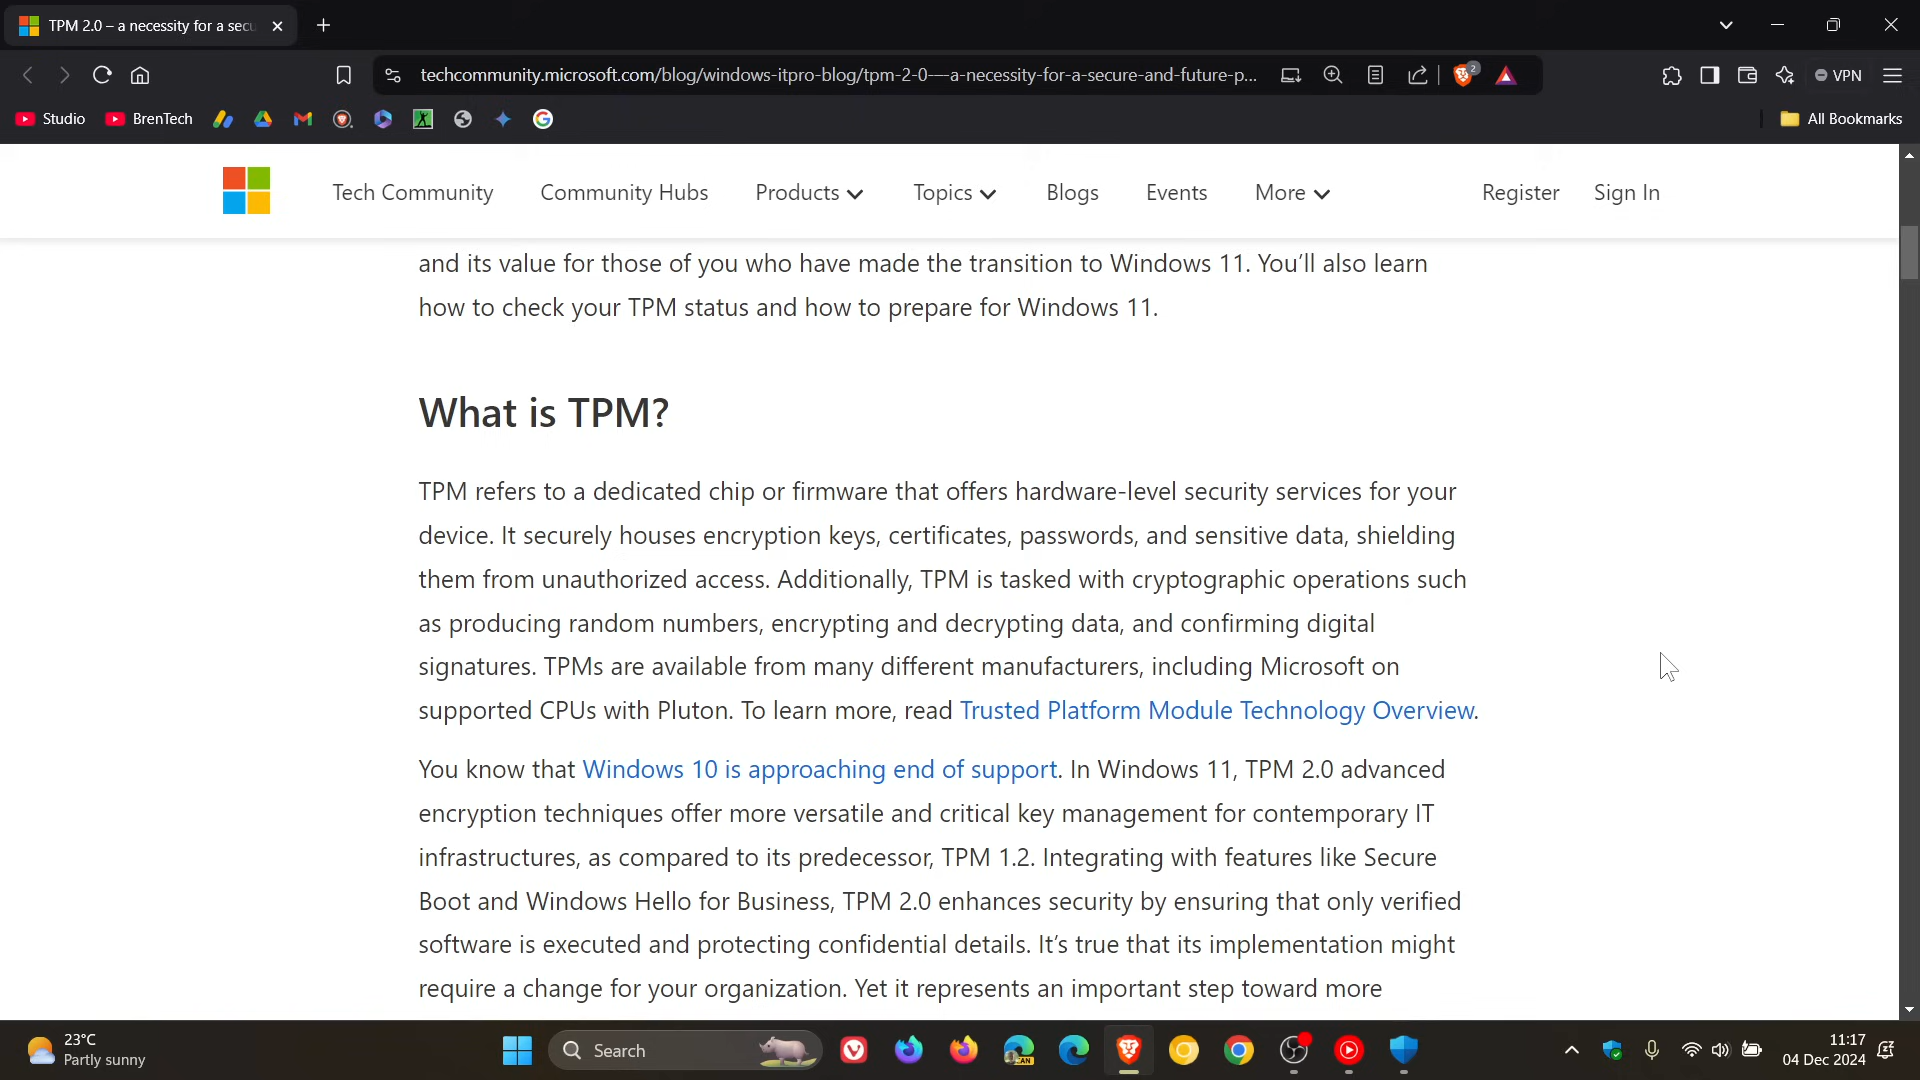 TPM 2.0 – a necessity for a secu
techcommunity.microsoft.com/blog/windows-itpro-blog/tpm-2-0-–-a-necessity-for-a-secure-and-future-p...
2
VPN
Studio
BrenTech
All Bookmarks
Tech Community
Community Hubs
Products
Topics
Blogs
Events
More
Register
Sign In
and its value for those of you who have made the transition to Windows 11. You’ll also learn
how to check your TPM status and how to prepare for Windows 11.
What is TPM?
TPM refers to a dedicated chip or firmware that offers hardware-level security services for your
device. It securely houses encryption keys, certificates, passwords, and sensitive data, shielding
them from unauthorized access. Additionally, TPM is tasked with cryptographic operations such
as producing random numbers, encrypting and decrypting data, and confirming digital
signatures. TPMs are available from many different manufacturers, including Microsoft on
supported CPUs with Pluton. To learn more, read Trusted Platform Module Technology Overview.
You know that Windows 10 is approaching end of support. In Windows 11, TPM 2.0 advanced
encryption techniques offer more versatile and critical key management for contemporary IT
infrastructures, as compared to its predecessor, TPM 1.2. Integrating with features like Secure
Boot and Windows Hello for Business, TPM 2.0 enhances security by ensuring that only verified
software is executed and protecting confidential details. It’s true that its implementation might
require a change for your organization. Yet it represents an important step toward more
23°C
Partly sunny
Search
CAN
11:17
04 Dec 2024